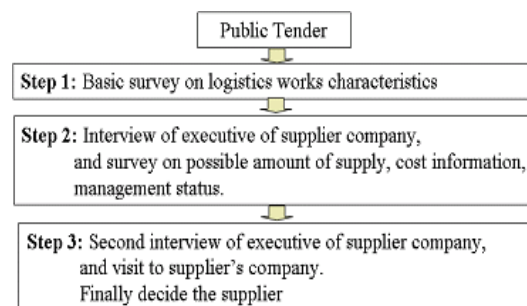 Public Tender
Step 1: Basic survey on logistics works characteristics
Step 2: Interview of executive of supplier company,
and survey on possible amount of supply, cost information,
management status.
Step 3: Second interview of executive of supplier company,
and visit to supplier's company.
Finally decide the supplier